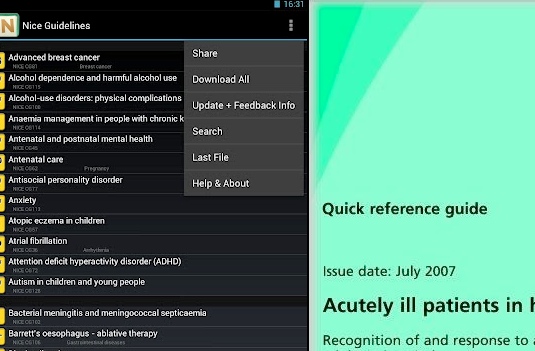 16:31
N Nice Guidelines
Share
Download All
Update + Feedback Info
Search
Last File
Help & About
Advanced breast cancer
NICE CG81 Breast cancer
Alcohol dependence and harmful alcohol use
NICE CG115
Alcohol-use disorders: physical complications
NICE CG100
Anaemia management in people with chronic k
NICE CG114
Antenatal and postnatal mental health
NICE CG45
Antenatal care
NICE CG62 Pregnancy
Antisocial personality disorder
NICE CG77
Anxiety
NICE CG113
Atopic eczema in children
NICE CG57
Atrial fibrillation
NICE CG36 Arrhythmia
Attention deficit hyperactivity disorder (ADHD)
NICE CG72
Autism in children and young people
NICE CG128
Bacterial meningitis and meningococcal septicaemia
NICE CG102
Barrett's oesophagus - ablative therapy
NICE CG106 Gastrointestinal diseases
Quick reference guide
Issue date: July 2007
Acutely ill patients in h
Recognition of and response to a